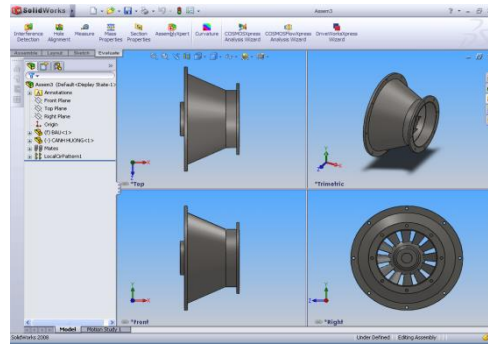 SolidWorks
Assem3
Interference Detection
Hole Alignment
Measure
Mass Properties
Section Properties
AssemblyXpert
Curvature
COSMOSXpress Analysis Wizard
COSMOSFloXpress Analysis Wizard
DriveWorksXpress Wizard
Assembly
Layout
Sketch
Evaluate
Assem3 (Default<Display State-1>
Annotations
Front Plane
Top Plane
Right Plane
Origin
(f) BAU<1>
(-) CANH HUONG<1>
Mates
LocalCirPattern1
*Top
*Trimetric
*Front
*Right
Model
Motion Study 1
SolidWorks 2008
Under Defined
Editing Assembly